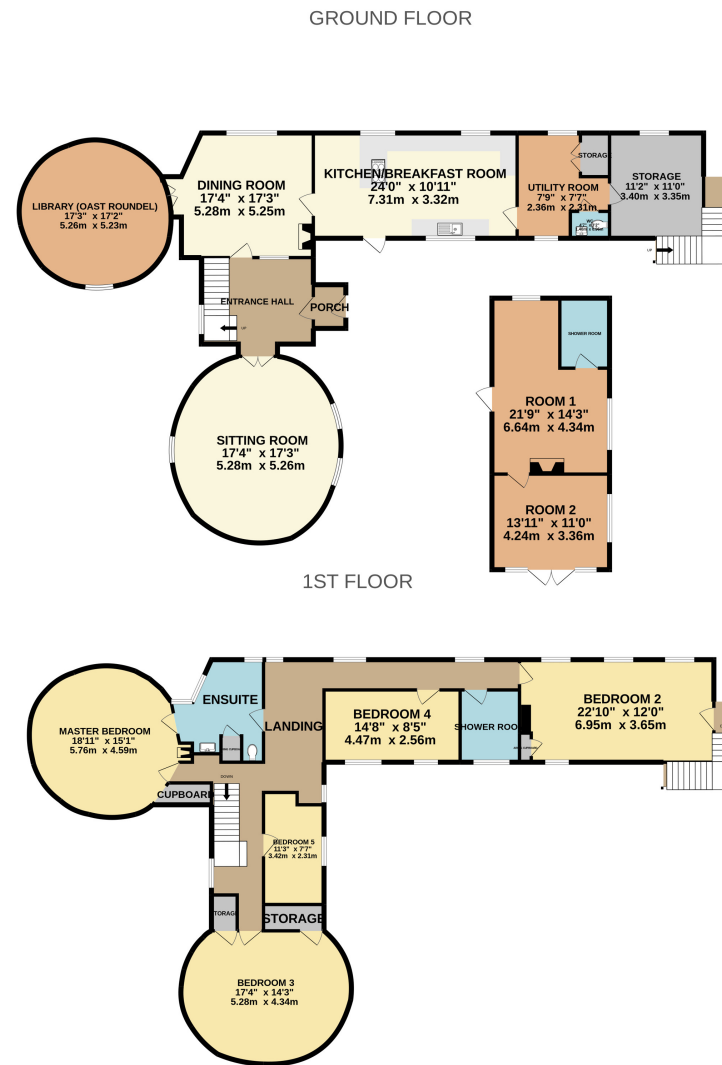 GROUND FLOOR
LIBRARY (OAST ROUNDEL)
17'3" x 17'2"
5.26m x 5.23m
DINING ROOM
17'4" x 17'3"
5.28m x 5.25m
KITCHEN/BREAKFAST ROOM
24'0" x 10'11"
7.31m x 3.32m
STORAGE
UTILITY ROOM
7'9" x 7'7"
2.36m x 2.31m
WC
STORAGE
11'2" x 11'0"
3.40m x 3.35m
UP
ENTRANCE HALL
UP
PORCH
SITTING ROOM
17'4" x 17'3"
5.28m x 5.26m
SHOWER ROOM
ROOM 1
21'9" x 14'3"
6.64m x 4.34m
ROOM 2
13'11" x 11'0"
4.24m x 3.36m
1ST FLOOR
MASTER BEDROOM
18'11" x 15'1"
5.76m x 4.59m
ENSUITE
LANDING
BEDROOM 4
14'8" x 8'5"
4.47m x 2.56m
SHOWER ROO
BEDROOM 2
22'10" x 12'0"
6.95m x 3.65m
CUPBOARD
DOWN
BEDROOM 5
11'3" x 7'7"
3.42m x 2.31m
TORAG
STORAGE
BEDROOM 3
17'4" x 14'3"
5.28m x 4.34m